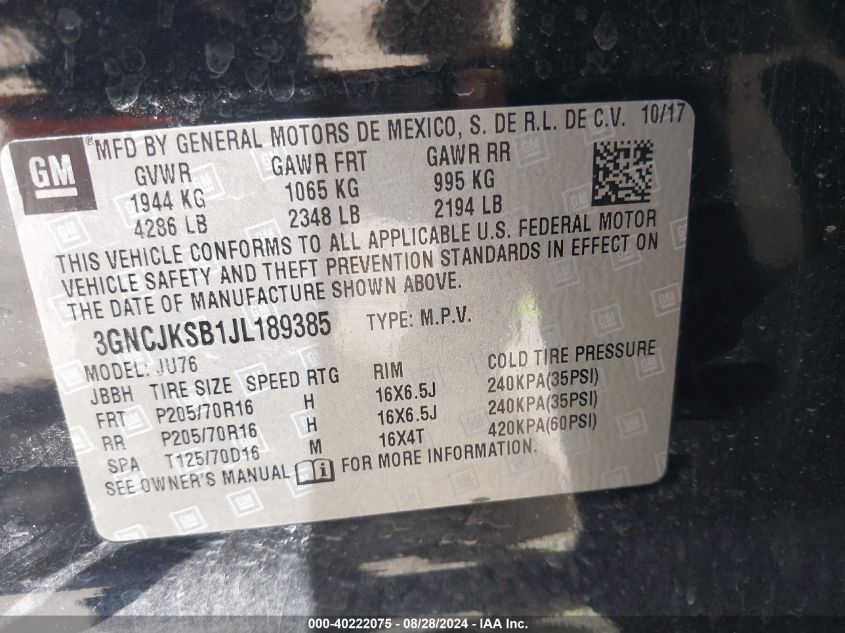 GM ®MFD BY GENERAL MOTORS DE MEXICO, S. DE R.L. DE C.V. 10/17
GVWR GAWR FRT GAWR RR
1944 KG 1065 KG 995 KG
4286 LB 2348 LB 2194 LB
THIS VEHICLE CONFORMS TO ALL APPLICABLE U.S. FEDERAL MOTOR
VEHICLE SAFETY AND THEFT PREVENTION STANDARDS IN EFFECT ON
THE DATE OF MANUFACTURE SHOWN ABOVE.
3GNCJKSB1JL189385 TYPE: M.P.V.
MODEL: JU76
JBBH TIRE SIZE SPEED RTG RIM COLD TIRE PRESSURE
FRT P205/70R16 H 16X6.5J 240KPA(35PSI)
RR P205/70R16 H 16X6.5J 240KPA(35PSI)
SPA T125/70D16 M 16X4T 420KPA(60PSI)
SEE OWNER'S MANUAL FOR MORE INFORMATION.
000-40222075 - 08/28/2024 - IAA Inc.